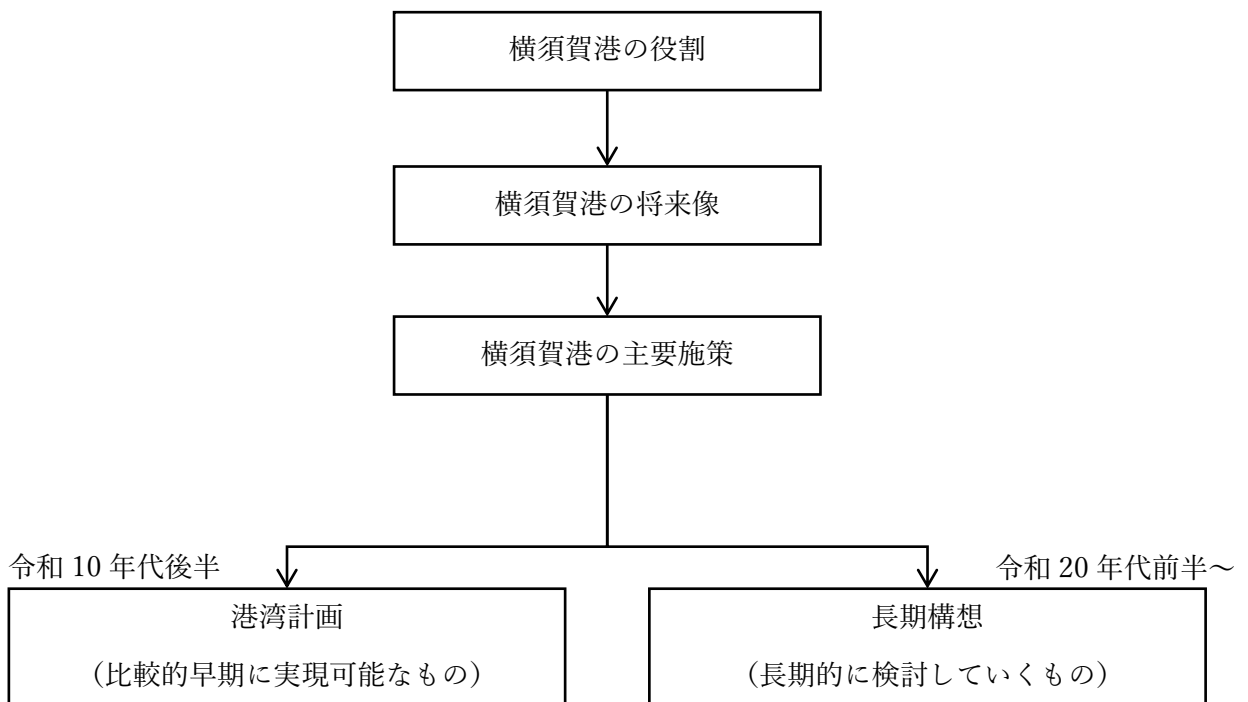 横須賀港の役割
横須賀港の将来像
横須賀港の主要施策
令和 10 年代後半
令和 20 年代前半～
港湾計画
（比較的早期に実現可能なもの）
長期構想
（長期的に検討していくもの）